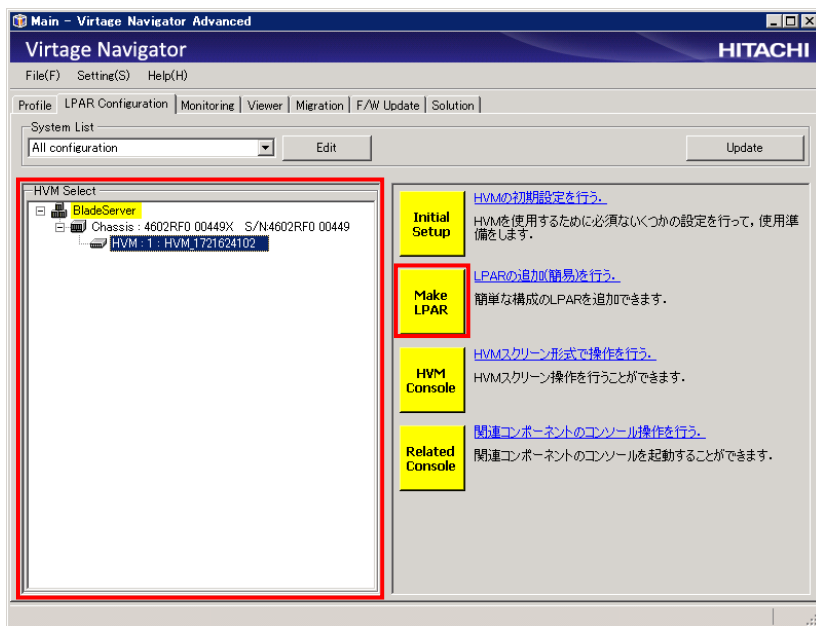 Main - Virtage Navigator Advanced
Virtage Navigator
HITACHI
File(F) Setting(S) Help(H)
Profile LPAR Configuration Monitoring Viewer Migration F/W Update Solution
System List
All configuration
Edit
Update
HVM Select
BladeServer
Chassis : 4602RF0 00449X S/N:4602RF0 00449
HVM : 1 : HVM_1721624102
Initial
Setup
HVMの初期設定を行う.
HVMを使用するために必須ないくつかの設定を行って, 使用準
備をします.
Make
LPAR
LPARの追加(簡易)を行う.
簡単な構成のLPARを追加できます.
HVM
Console
HVMスクリーン形式で操作を行う.
HVMスクリーン操作を行うことができます.
Related
Console
関連コンポーネントのコンソール操作を行う.
関連コンポーネントのコンソールを起動することができます.